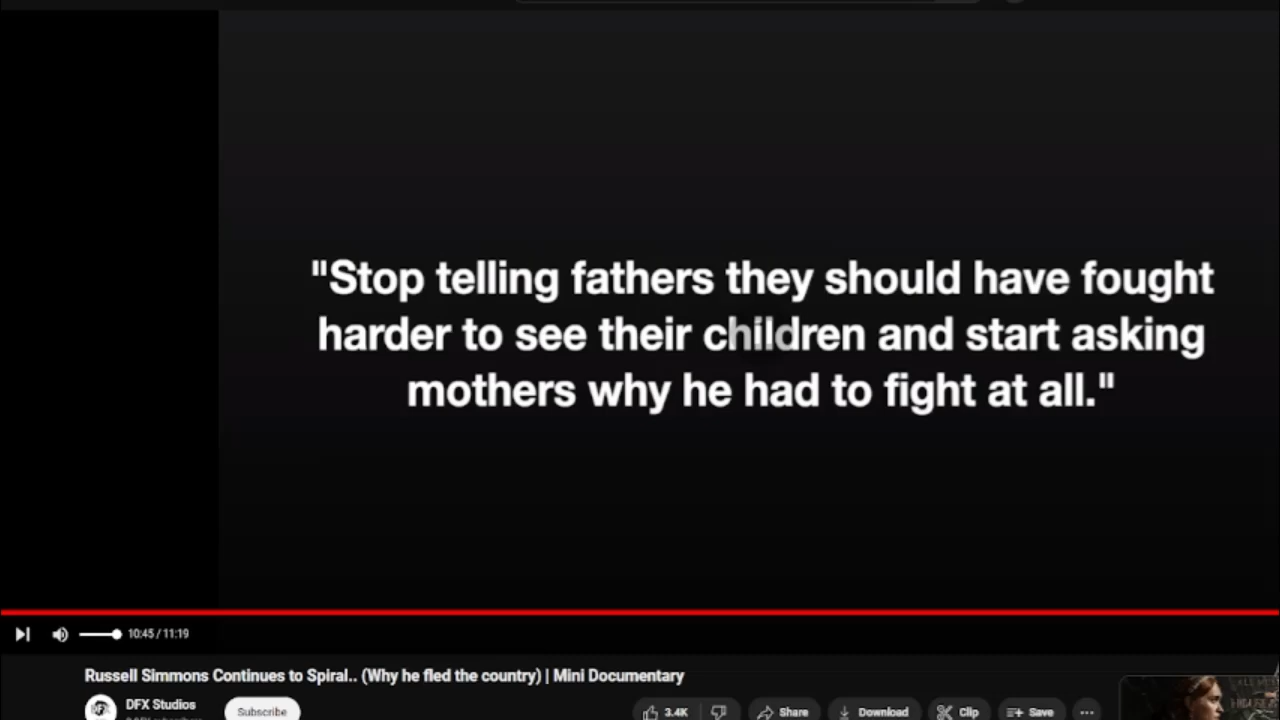 "Stop telling fathers they should have fought
harder to see their children and start asking
mothers why he had to fight at all."
10:45 / 11:19
Russell Simmons Continues to Spiral.. (Why he fled the country) | Mini Documentary
DFX Studios
Subscribe
3.4K
Share
Download
Clip
Save